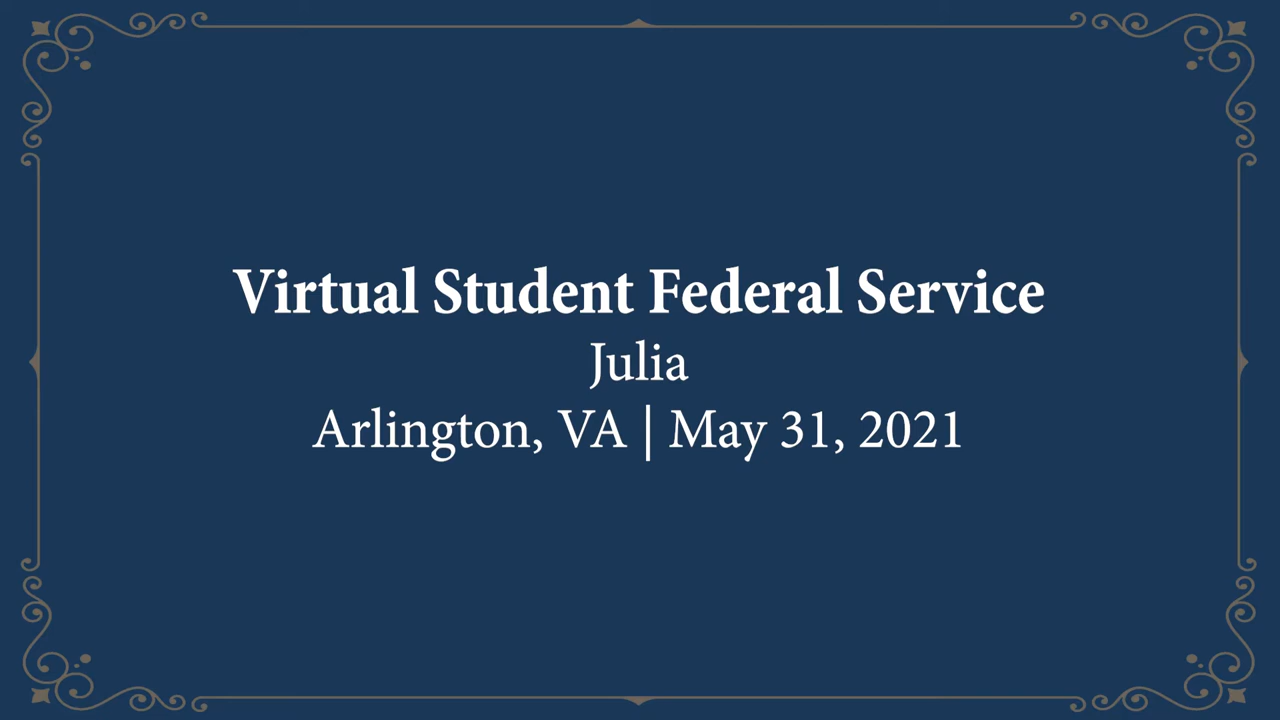 Virtual Student Federal Service
Julia
Arlington, VA | May 31, 2021